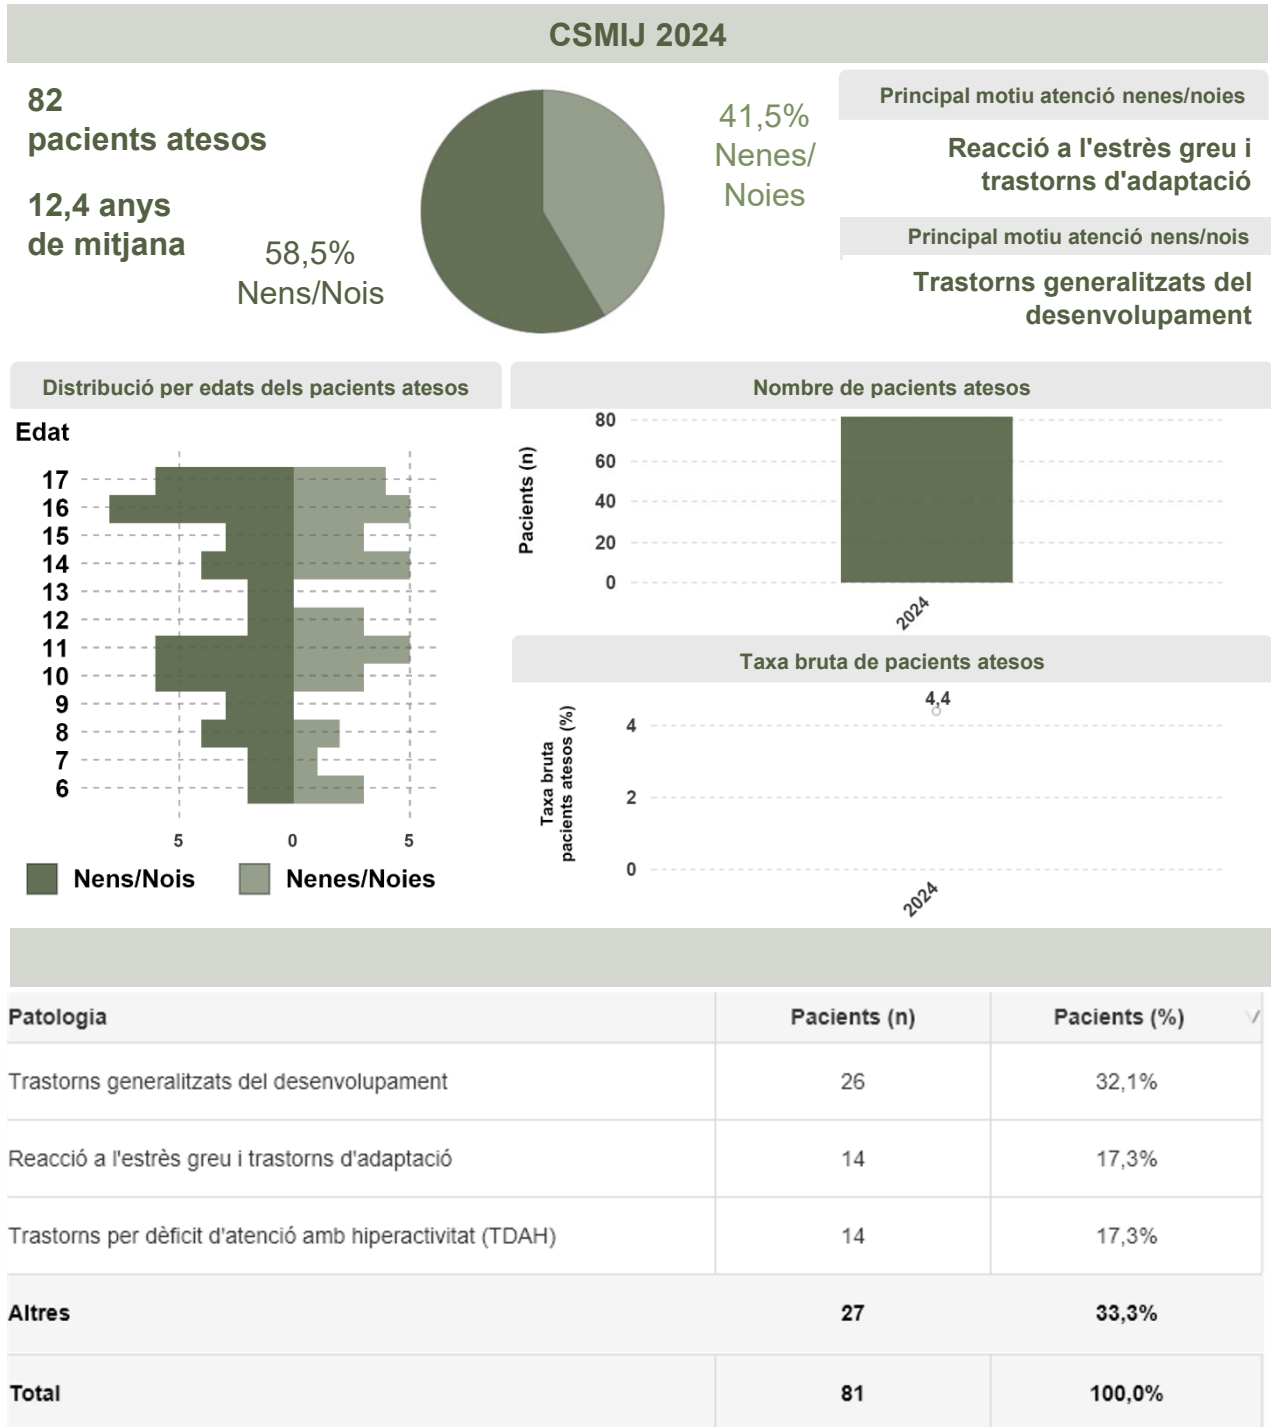 CSMIJ 2024
82
pacients atesos
12,4 anys
de mitjana
58,5%
Nens/Nois
41,5%
Nenes/
Noies
Principal motiu atenció nenes/noies
Reacció a l'estrès greu i
trastorns d'adaptació
Principal motiu atenció nens/nois
Trastorns generalitzats del
desenvolupament
Distribució per edats dels pacients atesos
Edat
17
16
15
14
13
12
11
10
9
8
7
6
5 0 5
Nens/Nois Nenes/Noies
Nombre de pacients atesos
Pacients (n)
80
60
40
20
0
2024
Taxa bruta de pacients atesos
Taxa bruta
pacients atesos (%)
4,4
4
2
0
2024
Patologia Pacients (n) Pacients (%)
Trastorns generalitzats del desenvolupament 26 32,1%
Reacció a l'estrès greu i trastorns d'adaptació 14 17,3%
Trastorns per dèficit d'atenció amb hiperactivitat (TDAH) 14 17,3%
Altres 27 33,3%
Total 81 100,0%